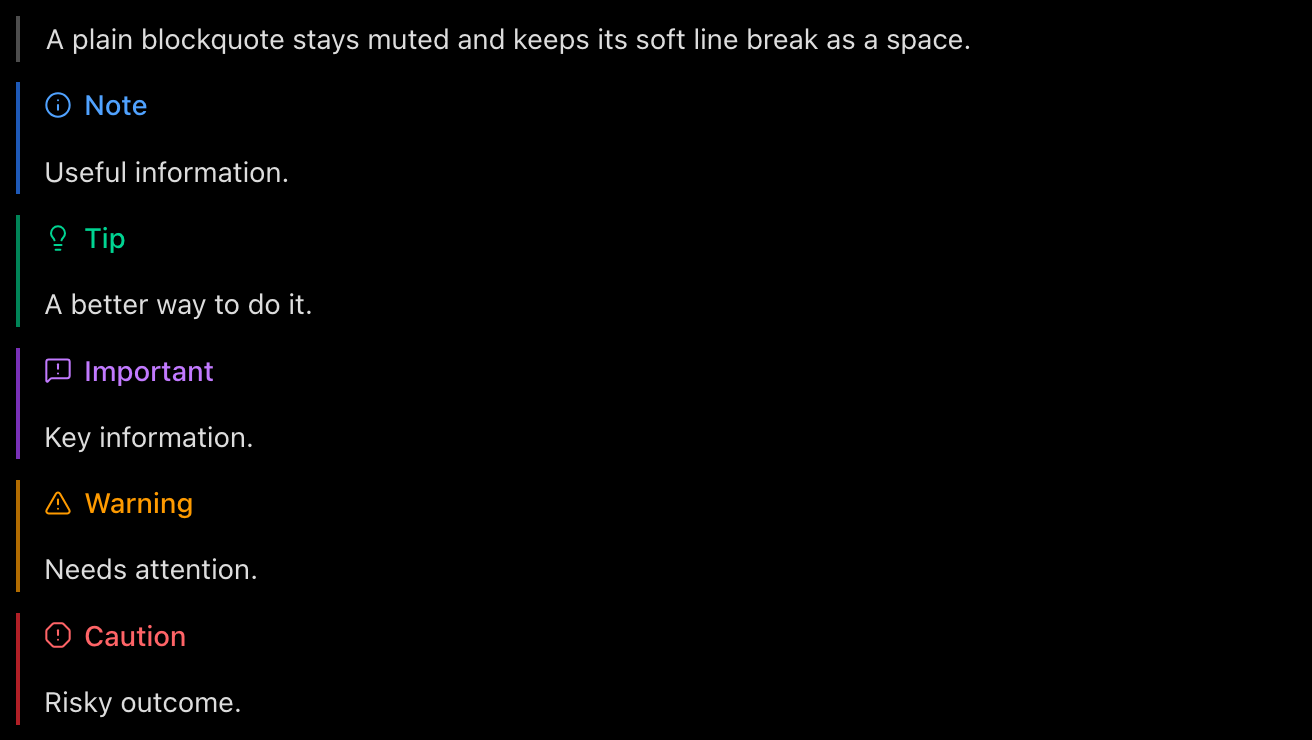 A plain blockquote stays muted and keeps its soft line break as a space.
Note
Useful information.
Tip
A better way to do it.
Important
Key information.
Warning
Needs attention.
Caution
Risky outcome.